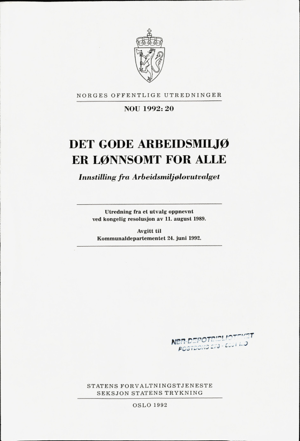 NORGES OFFENTLIGE UTREDNINGER
NOU 1992: 20
DET GODE ARBEIDSMILJØ
ER LØNNSOMT FOR ALLE
Innstilling fra Arbeidsmiljølovutvalget
Utredning fra et utvalg oppnevnt
ved kongelig resolusjon av 11. august 1989.
Avgitt til
Kommunaldepartementet 24. juni 1992.
STATENS FORVALTNINGSTJENESTE
SEKSJON STATENS TRYKNING
OSLO 1992